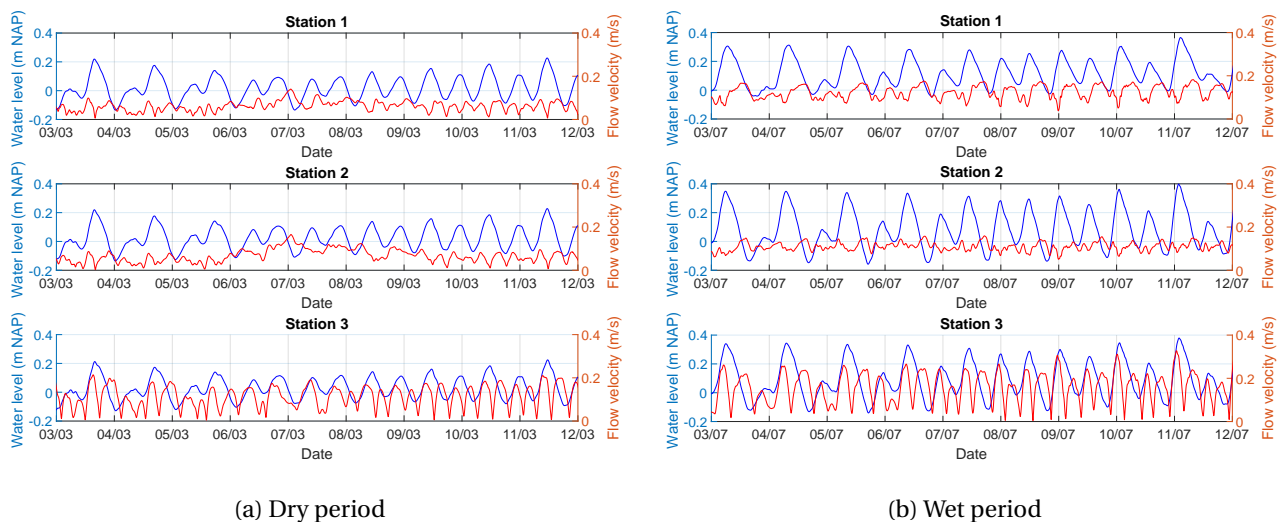 Station 1
0.4
0.2
0
-0.2
Water level (m NAP)
0.4
0.2
0
Flow velocity (m/s)
03/03 04/03 05/03 06/03 07/03 08/03 09/03 10/03 11/03 12/03
Date
Station 2
0.4
0.2
0
-0.2
Water level (m NAP)
0.4
0.2
0
Flow velocity (m/s)
03/03 04/03 05/03 06/03 07/03 08/03 09/03 10/03 11/03 12/03
Date
Station 3
0.4
0.2
0
-0.2
Water level (m NAP)
0.4
0.2
0
Flow velocity (m/s)
03/03 04/03 05/03 06/03 07/03 08/03 09/03 10/03 11/03 12/03
Date
(a) Dry period
Station 1
0.4
0.2
0
-0.2
Water level (m NAP)
0.4
0.2
0
Flow velocity (m/s)
03/07 04/07 05/07 06/07 07/07 08/07 09/07 10/07 11/07 12/07
Date
Station 2
0.4
0.2
0
-0.2
Water level (m NAP)
0.4
0.2
0
Flow velocity (m/s)
03/07 04/07 05/07 06/07 07/07 08/07 09/07 10/07 11/07 12/07
Date
Station 3
0.4
0.2
0
-0.2
Water level (m NAP)
0.4
0.2
0
Flow velocity (m/s)
03/07 04/07 05/07 06/07 07/07 08/07 09/07 10/07 11/07 12/07
Date
(b) Wet period